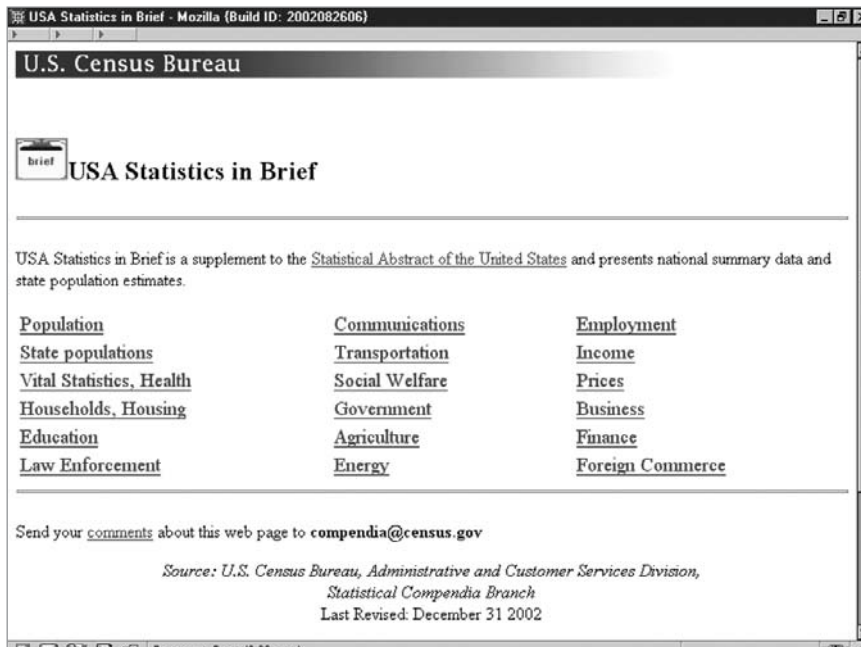 USA Statistics in Brief - Mozilla {Build ID: 2002082606}
U.S. Census Bureau
brief
USA Statistics in Brief
USA Statistics in Brief is a supplement to the Statistical Abstract of the United States and presents national summary data and
state population estimates.
Population Communications Employment
State populations Transportation Income
Vital Statistics, Health Social Welfare Prices
Households, Housing Government Business
Education Agriculture Finance
Law Enforcement Energy Foreign Commerce
Send your comments about this web page to compendia@census.gov
Source: U.S. Census Bureau, Administrative and Customer Services Division,
Statistical Compendia Branch
Last Revised: December 31 2002